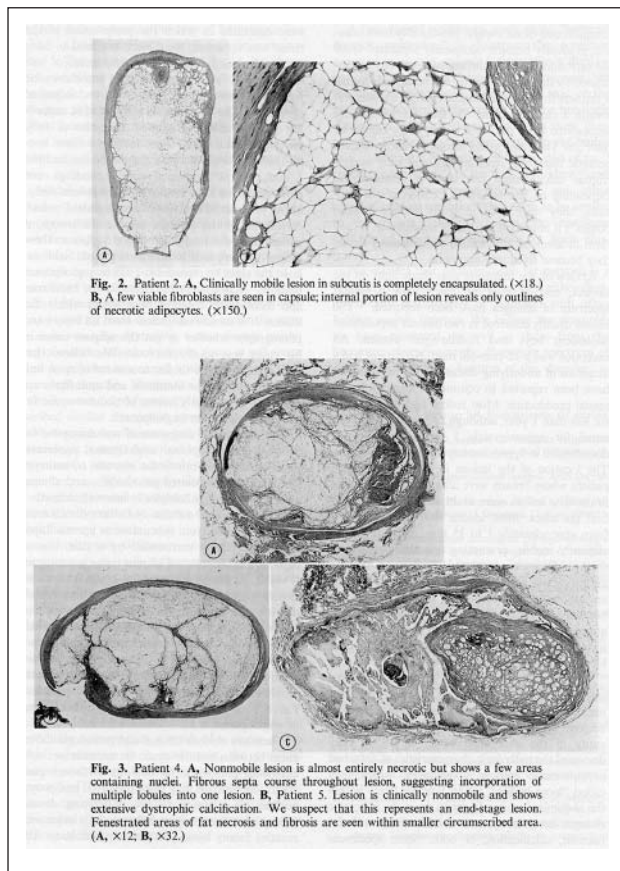 A
B
Fig. 2. Patient 2. A, Clinically mobile lesion in subcutis is completely encapsulated. (×18.)
B, A few viable fibroblasts are seen in capsule; internal portion of lesion reveals only outlines
of necrotic adipocytes. (×150.)
A
C
Fig. 3. Patient 4. A, Nonmobile lesion is almost entirely necrotic but shows a few areas
containing nuclei. Fibrous septa course throughout lesion, suggesting incorporation of
multiple lobules into one lesion. B, Patient 5. Lesion is clinically nonmobile and shows
extensive dystrophic calcification. We suspect that this represents an end-stage lesion.
Fenestrated areas of fat necrosis and fibrosis are seen within smaller circumscribed area.
(A, ×12; B, ×32.)